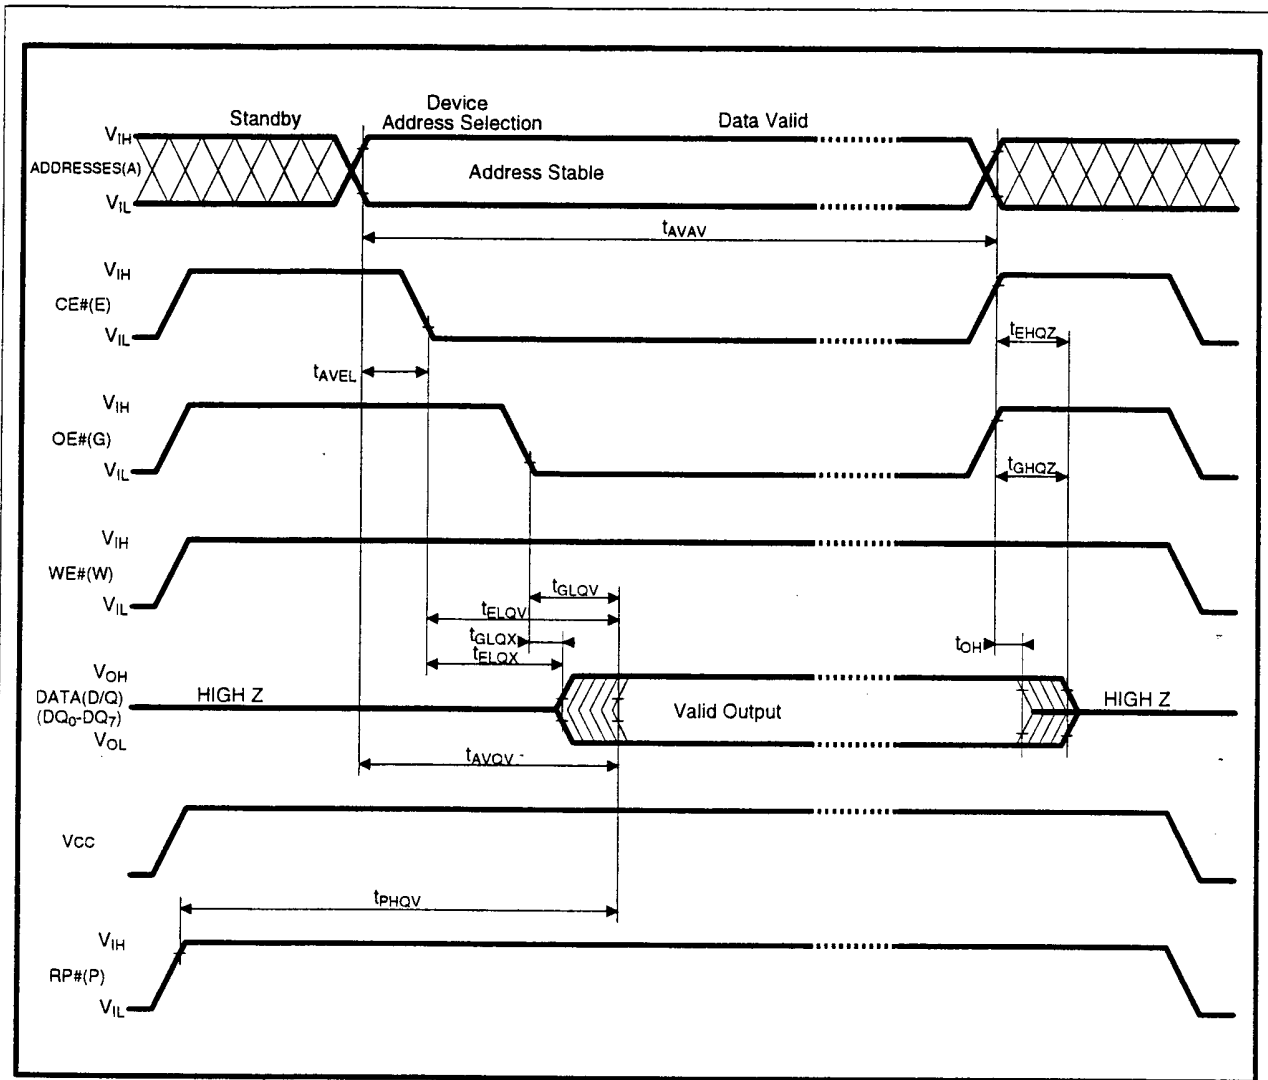 Standby
Device
Address Selection
Data Valid
VIH
ADDRESSES(A)
Address Stable
VIL
tAVAV
VIH
CE#(E)
VIL
tEHQZ
tAVEL
VIH
OE#(G)
VIL
tGHQZ
VIH
WE#(W)
VIL
tGLQV
tELQV
tGLQX
tELQX
tOH
VOH
DATA(D/Q)
(DQ0-DQ7)
VOL
HIGH Z
Valid Output
HIGH Z
tAVQV
VCC
tPHQV
VIH
RP#(P)
VIL